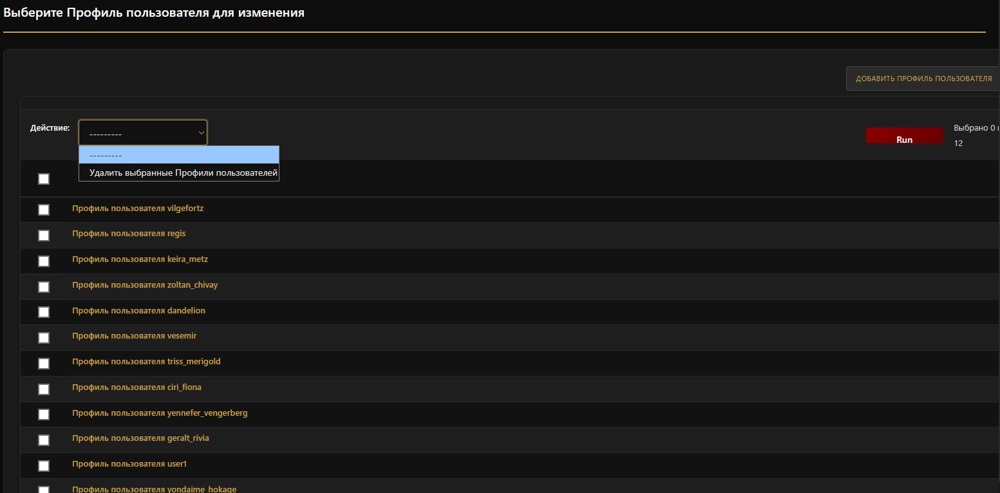 Выберите Профиль пользователя для изменения
ДОБАВИТЬ ПРОФИЛЬ ПОЛЬЗОВАТЕЛЯ
Действие: --------- Run Выбрано 0
12
---------
Удалить выбранные Профили пользователей
Профиль пользователя vilgefortz
Профиль пользователя regis
Профиль пользователя keira_metz
Профиль пользователя zoltan_chivay
Профиль пользователя dandelion
Профиль пользователя vesemir
Профиль пользователя triss_merigold
Профиль пользователя ciri_fiona
Профиль пользователя yennefer_vengerberg
Профиль пользователя geralt_rivia
Профиль пользователя user1
Профиль пользователя yondaime_hokage